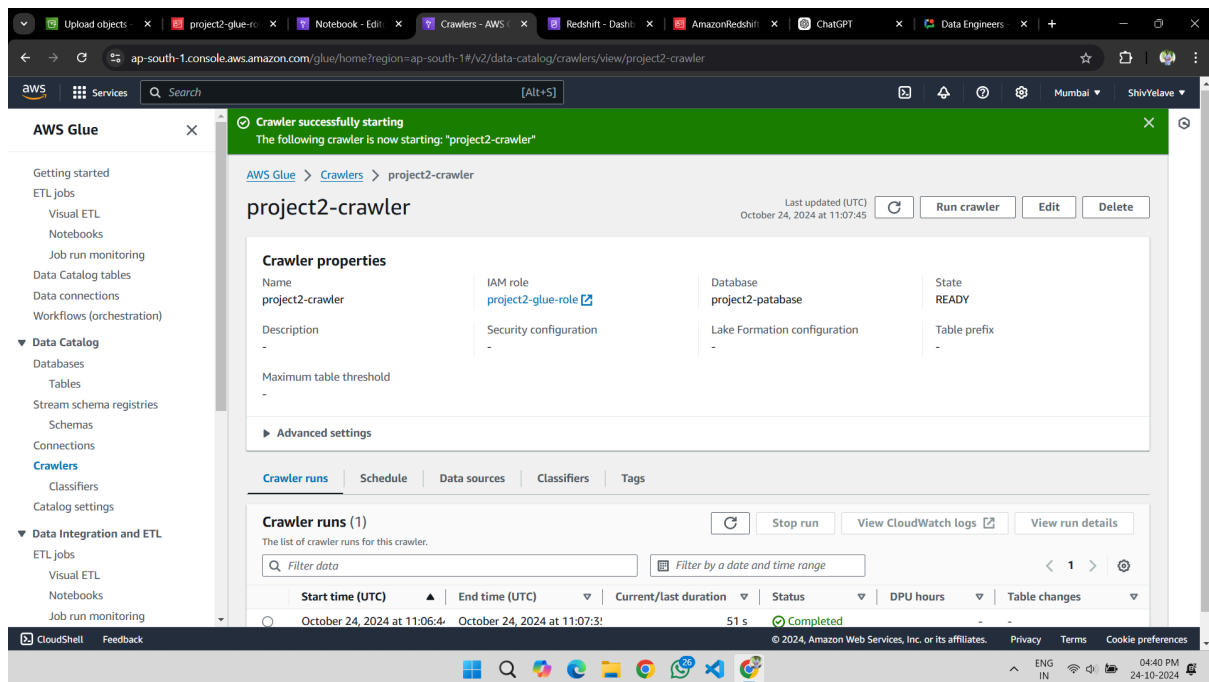 Upload objects -
project2-glue-ro
Notebook - Edit
Crawlers - AWS
Redshift - Dashb
AmazonRedshift
ChatGPT
Data Engineers -
ap-south-1.console.aws.amazon.com/glue/home?region=ap-south-1#/v2/data-catalog/crawlers/view/project2-crawler
aws
Services
Search
[Alt+S]
Mumbai
ShivYelave
AWS Glue
Getting started
ETL jobs
Visual ETL
Notebooks
Job run monitoring
Data Catalog tables
Data connections
Workflows (orchestration)
Data Catalog
Databases
Tables
Stream schema registries
Schemas
Connections
Crawlers
Classifiers
Catalog settings
Data Integration and ETL
ETL jobs
Visual ETL
Notebooks
Job run monitoring
Crawler successfully starting
The following crawler is now starting: "project2-crawler"
AWS Glue > Crawlers > project2-crawler
project2-crawler
Last updated (UTC)
October 24, 2024 at 11:07:45
Run crawler
Edit
Delete
Crawler properties
Name
project2-crawler
IAM role
project2-glue-role
Database
project2-patabase
State
READY
Description
-
Security configuration
-
Lake Formation configuration
-
Table prefix
-
Maximum table threshold
-
Advanced settings
Crawler runs
Schedule
Data sources
Classifiers
Tags
Crawler runs (1)
The list of crawler runs for this crawler.
Stop run
View CloudWatch logs
View run details
Filter data
Filter by a date and time range
1
Start time (UTC)
End time (UTC)
Current/last duration
Status
DPU hours
Table changes
October 24, 2024 at 11:06:4
October 24, 2024 at 11:07:3
51 s
Completed
-
-
CloudShell
Feedback
© 2024, Amazon Web Services, Inc. or its affiliates.
Privacy
Terms
Cookie preferences
26
ENG
IN
04:40 PM
24-10-2024